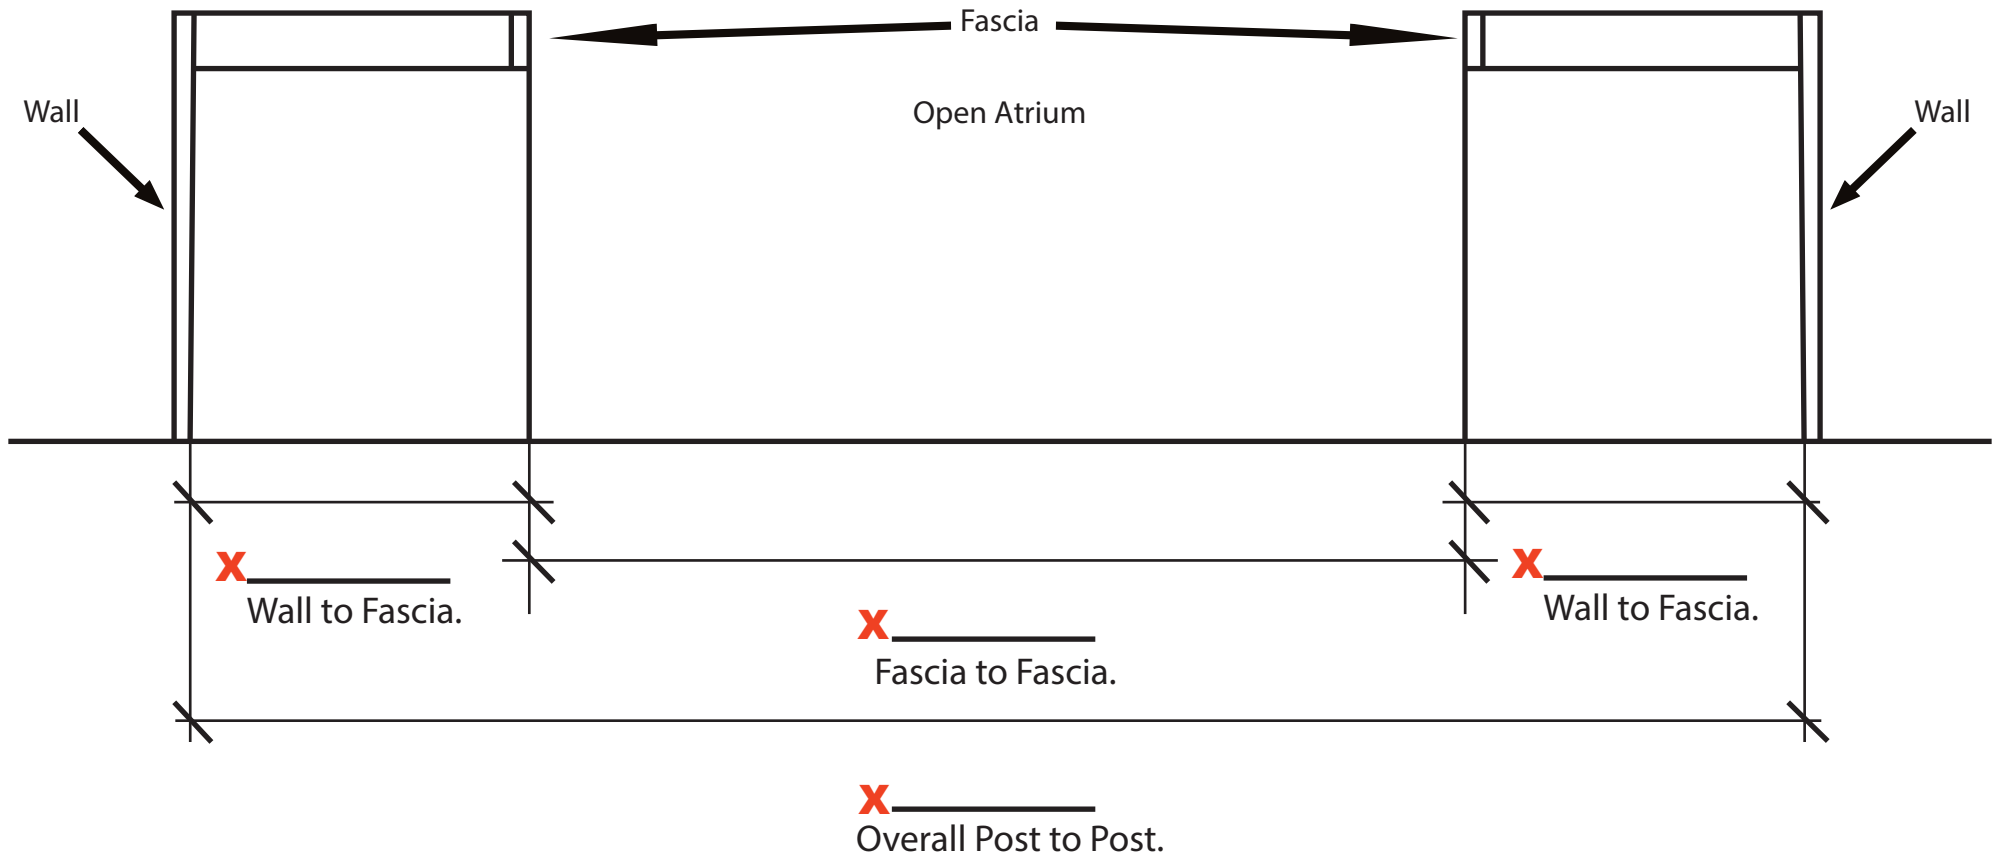 Fascia
Open Atrium
Wall
Wall
x
Wall to Fascia.
x
Wall to Fascia.
x
Fascia to Fascia.
x
Overall Post to Post.